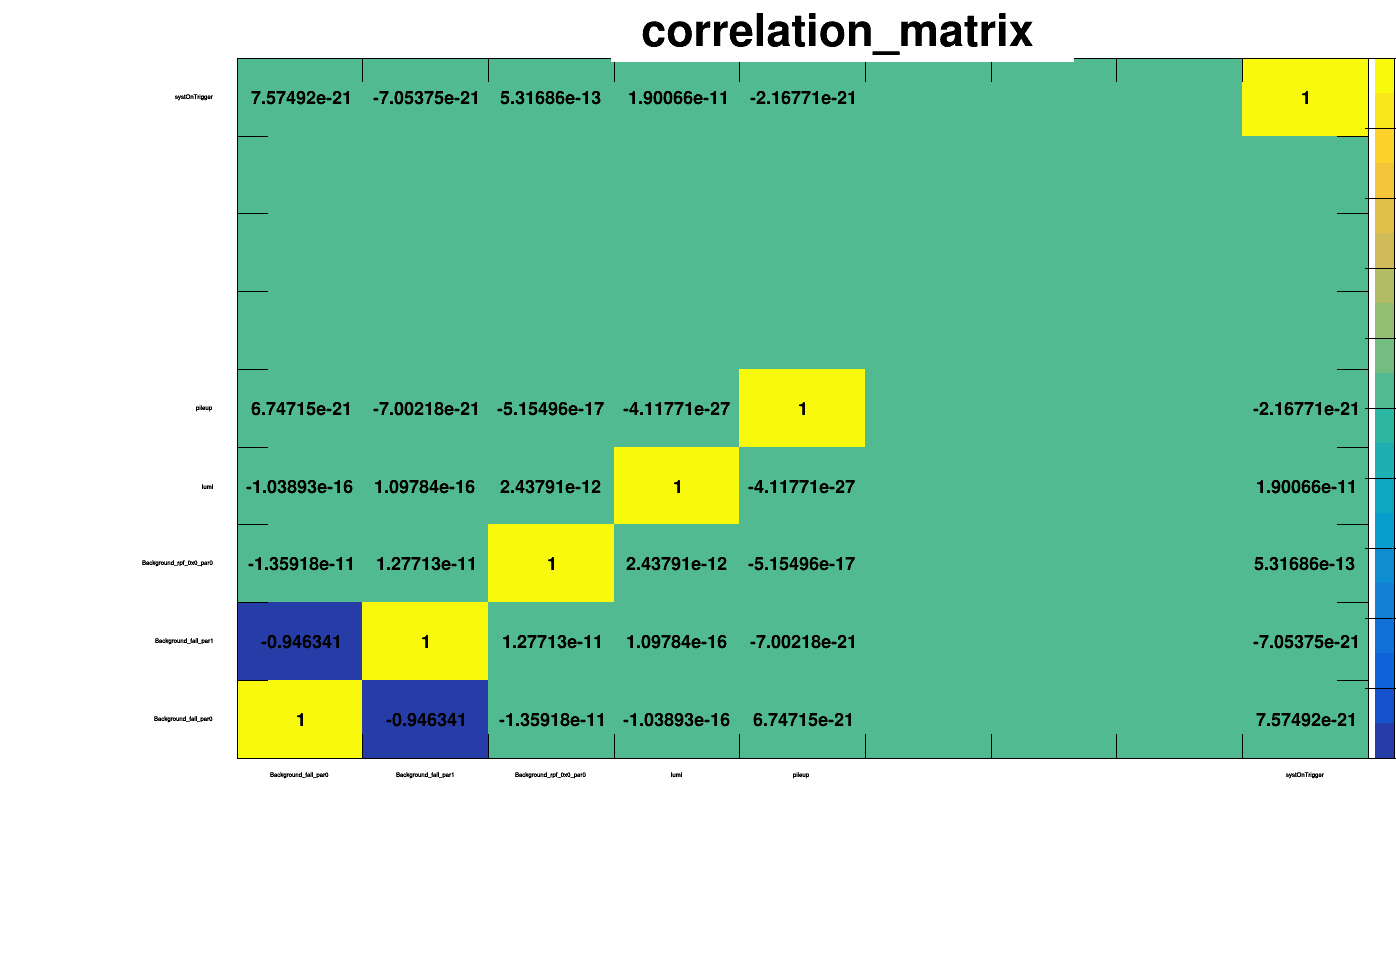 correlation_matrix
systOnTrigger 7.57492e-21 -7.05375e-21 5.31686e-13 1.90066e-11 -2.16771e-21 1
pileup 6.74715e-21 -7.00218e-21 -5.15496e-17 -4.11771e-27 1 -2.16771e-21
lumi -1.03893e-16 1.09784e-16 2.43791e-12 1 -4.11771e-27 1.90066e-11
Background_rpf_0x0_par0 -1.35918e-11 1.27713e-11 1 2.43791e-12 -5.15496e-17 5.31686e-13
Background_fail_par1 -0.946341 1 1.27713e-11 1.09784e-16 -7.00218e-21 -7.05375e-21
Background_fail_par0 1 -0.946341 -1.35918e-11 -1.03893e-16 6.74715e-21 7.57492e-21
Background_fail_par0 Background_fail_par1 Background_rpf_0x0_par0 lumi pileup systOnTrigger